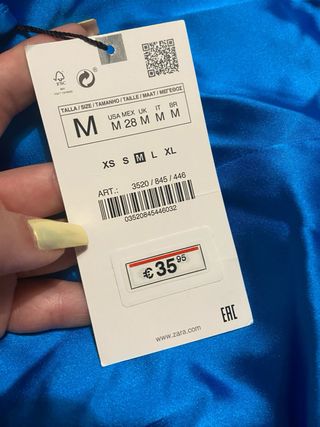 FSC
TALLA / SIZE / TAMANHO / TAILLE / MAAT / ΜΕΓΕΘΟΣ
M
USA MEX UK IT BR
M 28 M M M
XS S M L XL
ART.: 3520 / 845 / 446
03520845446032
€ 35 95
www.zara.com
EAC